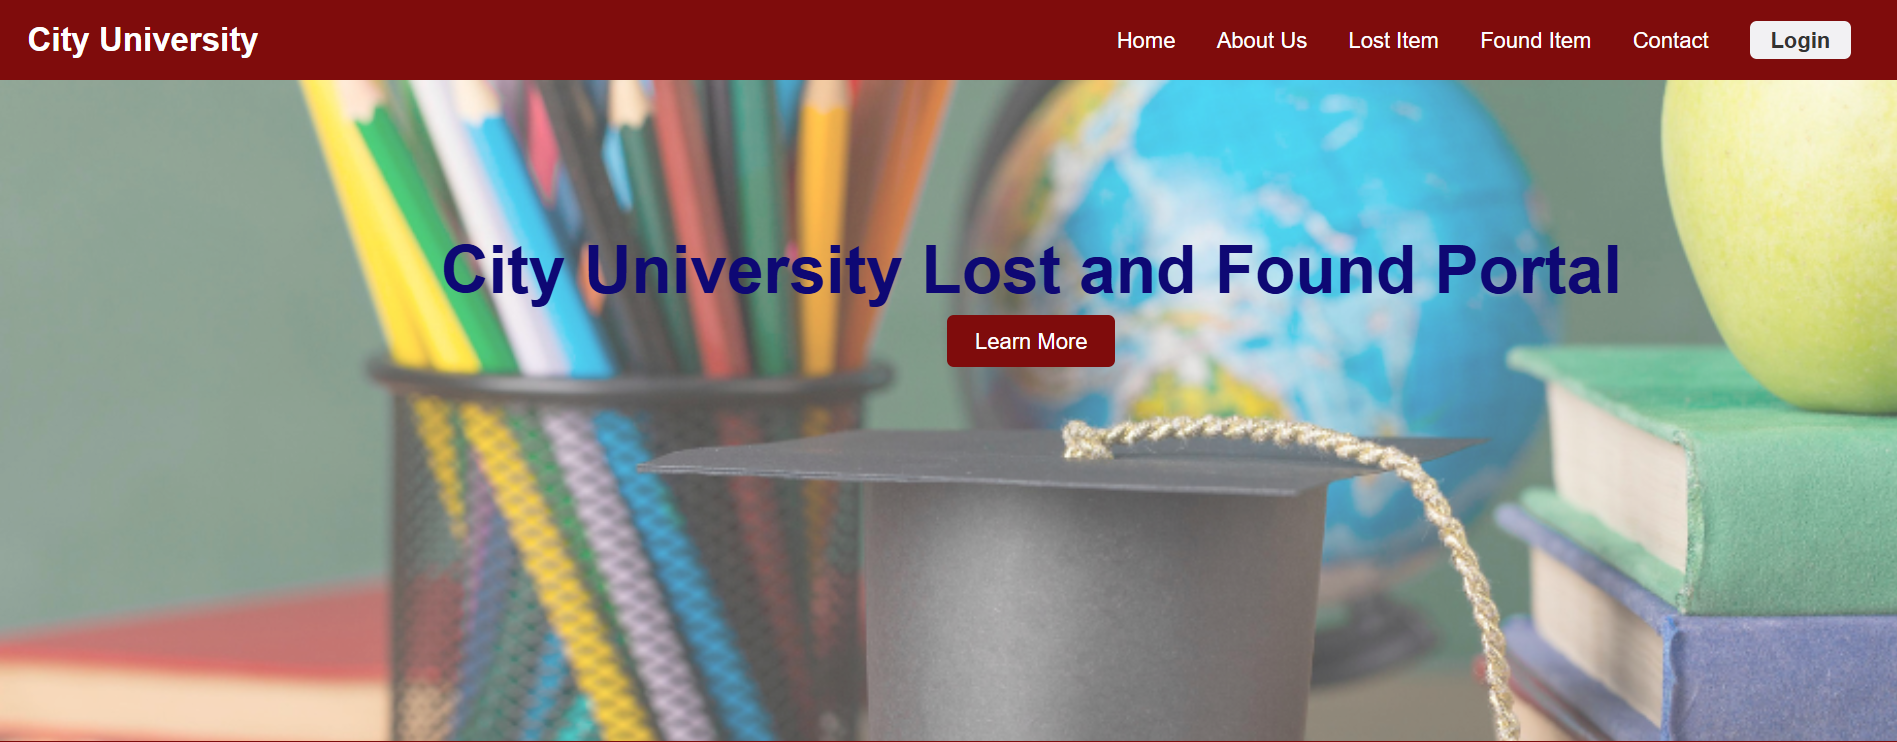 City University
Home About Us Lost Item Found Item Contact Login
City University Lost and Found Portal
Learn More